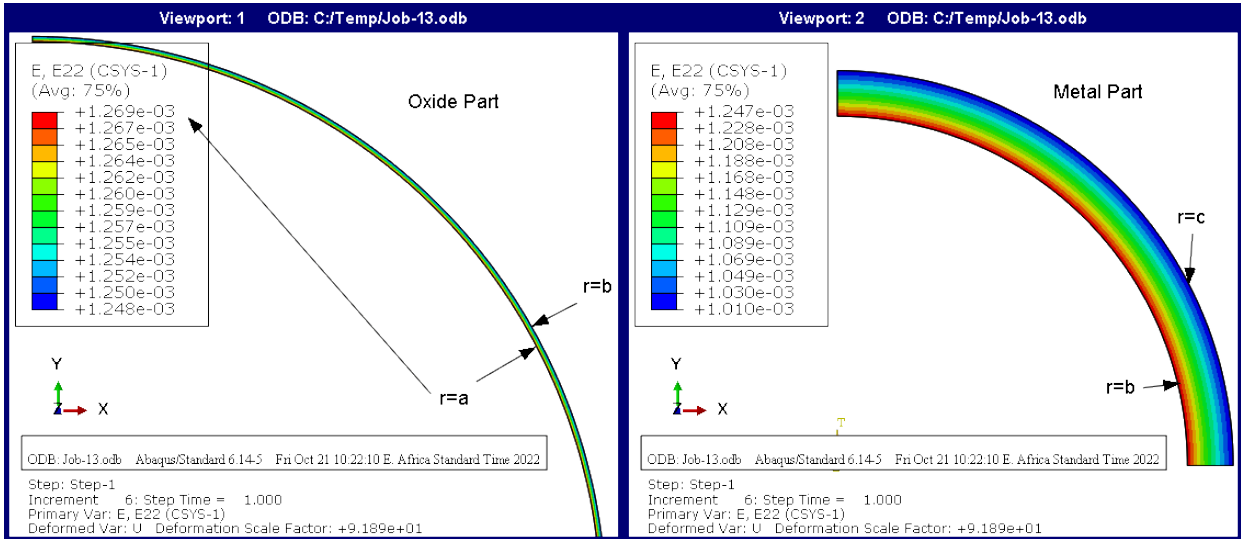 Viewport: 1 ODB: C:/Temp/Job-13.odb
E, E22 (CSYS-1)
(Avg: 75%)
+1.269e-03
+1.267e-03
+1.265e-03
+1.264e-03
+1.262e-03
+1.260e-03
+1.259e-03
+1.257e-03
+1.255e-03
+1.254e-03
+1.252e-03
+1.250e-03
+1.248e-03
Oxide Part
r=b
r=a
Y
Z X
ODB: Job-13.odb Abaqus/Standard 6.14-5 Fri Oct 21 10:22:10 E. Africa Standard Time 2022
Step: Step-1
Increment 6: Step Time = 1.000
Primary Var: E, E22 (CSYS-1)
Deformed Var: U Deformation Scale Factor: +9.189e+01
Viewport: 2 ODB: C:/Temp/Job-13.odb
E, E22 (CSYS-1)
(Avg: 75%)
+1.247e-03
+1.228e-03
+1.208e-03
+1.188e-03
+1.168e-03
+1.148e-03
+1.129e-03
+1.109e-03
+1.089e-03
+1.069e-03
+1.049e-03
+1.030e-03
+1.010e-03
Metal Part
r=c
r=b
Y
Z X
T
ODB: Job-13.odb Abaqus/Standard 6.14-5 Fri Oct 21 10:22:10 E. Africa Standard Time 2022
Step: Step-1
Increment 6: Step Time = 1.000
Primary Var: E, E22 (CSYS-1)
Deformed Var: U Deformation Scale Factor: +9.189e+01